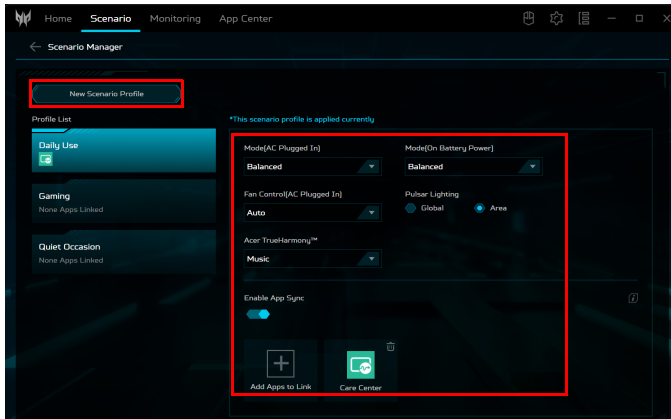 Home Scenario Monitoring App Center
Scenario Manager
New Scenario Profile
Profile List
*This scenario profile is applied currently
Daily Use
Gaming
None Apps Linked
Quiet Occasion
None Apps Linked
Mode(AC Plugged In) Mode(On Battery Power)
Balanced Balanced
Fan Control(AC Plugged In) Pulsar Lighting
Auto Global Area
Acer TrueHarmony™
Music
Enable App Sync
Add Apps to Link Care Center